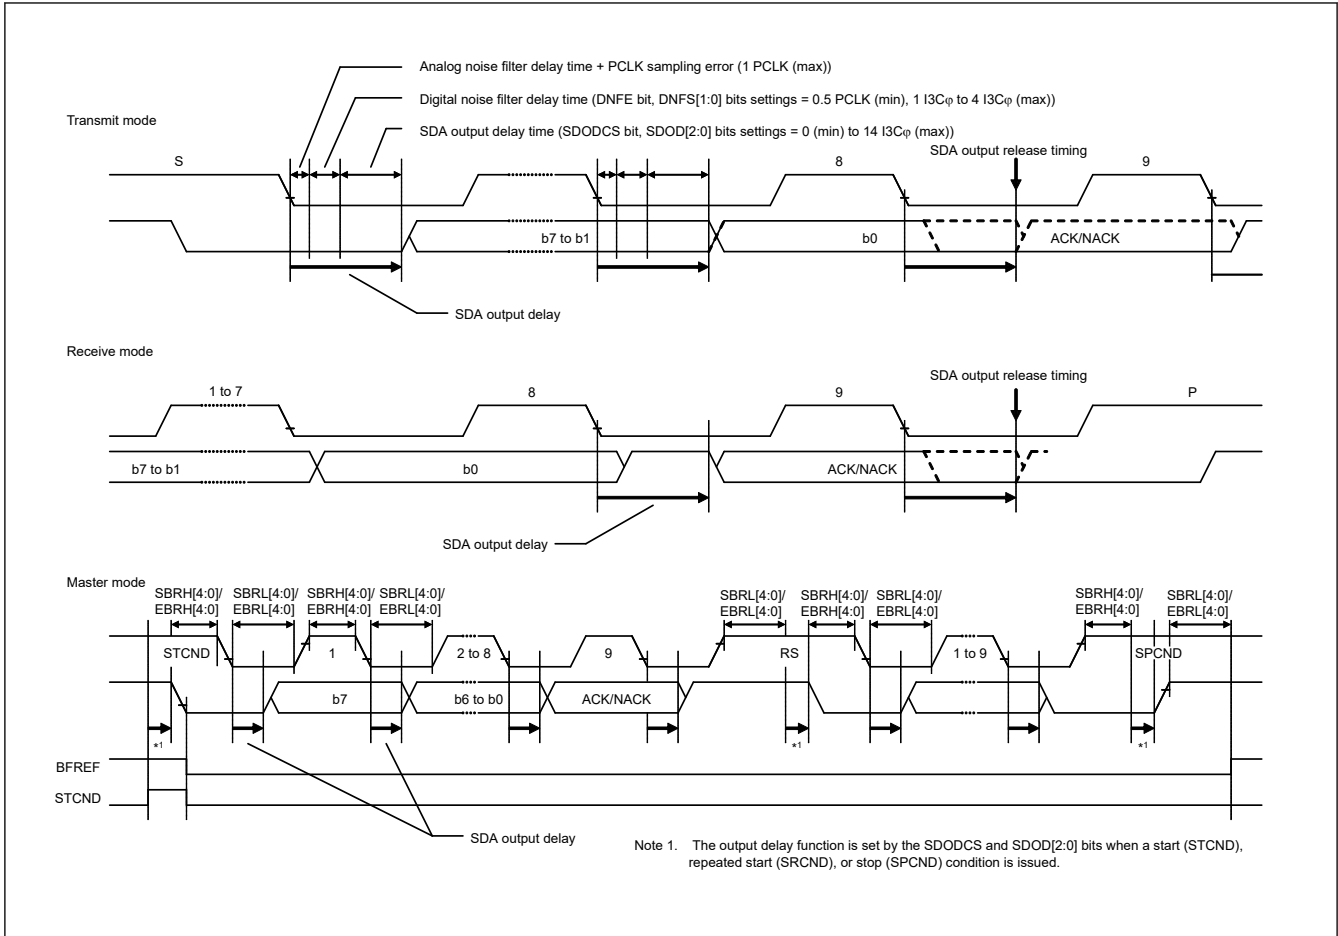 Analog noise filter delay time + PCLK sampling error (1 PCLK (max))
Digital noise filter delay time (DNFE bit, DNFS[1:0] bits settings = 0.5 PCLK (min), 1 I3Cφ to 4 I3Cφ (max))
Transmit mode
SDA output delay time (SDODCS bit, SDOD[2:0] bits settings = 0 (min) to 14 I3Cφ (max))
SDA output release timing
S
8
9
b7 to b1
b0
ACK/NACK
SDA output delay
Receive mode
SDA output release timing
1 to 7
8
9
P
b7 to b1
b0
ACK/NACK
SDA output delay
Master mode
SBRH[4:0]/ SBRL[4:0]/ SBRH[4:0]/ SBRL[4:0]/ SBRL[4:0]/ SBRH[4:0]/ SBRL[4:0]/ SBRH[4:0]/ SBRL[4:0]/
EBRH[4:0] EBRL[4:0] EBRH[4:0] EBRL[4:0] EBRL[4:0] EBRH[4:0] EBRL[4:0] EBRH[4:0] EBRL[4:0]
STCND 1 2 to 8 9 RS 1 to 9 SPCND
b7 b6 to b0 ACK/NACK
*1 *1 *1
BFREF
STCND
SDA output delay
Note 1. The output delay function is set by the SDODCS and SDOD[2:0] bits when a start (STCND),
repeated start (SRCND), or stop (SPCND) condition is issued.